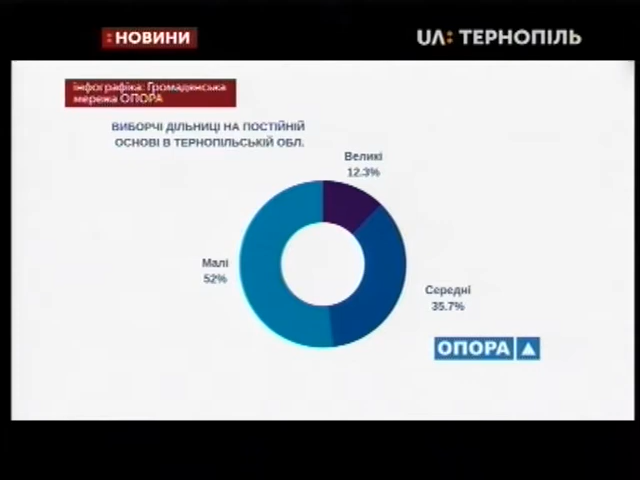 :НОВИНИ
UA: ТЕРНОПІЛЬ
інфографіка: Громадянська
мережа ОПОРА
ВИБОРЧІ ДІЛЬНИЦІ НА ПОСТІЙНІЙ
ОСНОВІ В ТЕРНОПІЛЬСЬКІЙ ОБЛ.
Великі
12.3%
Малі
52%
Середні
35.7%
ОПОРА